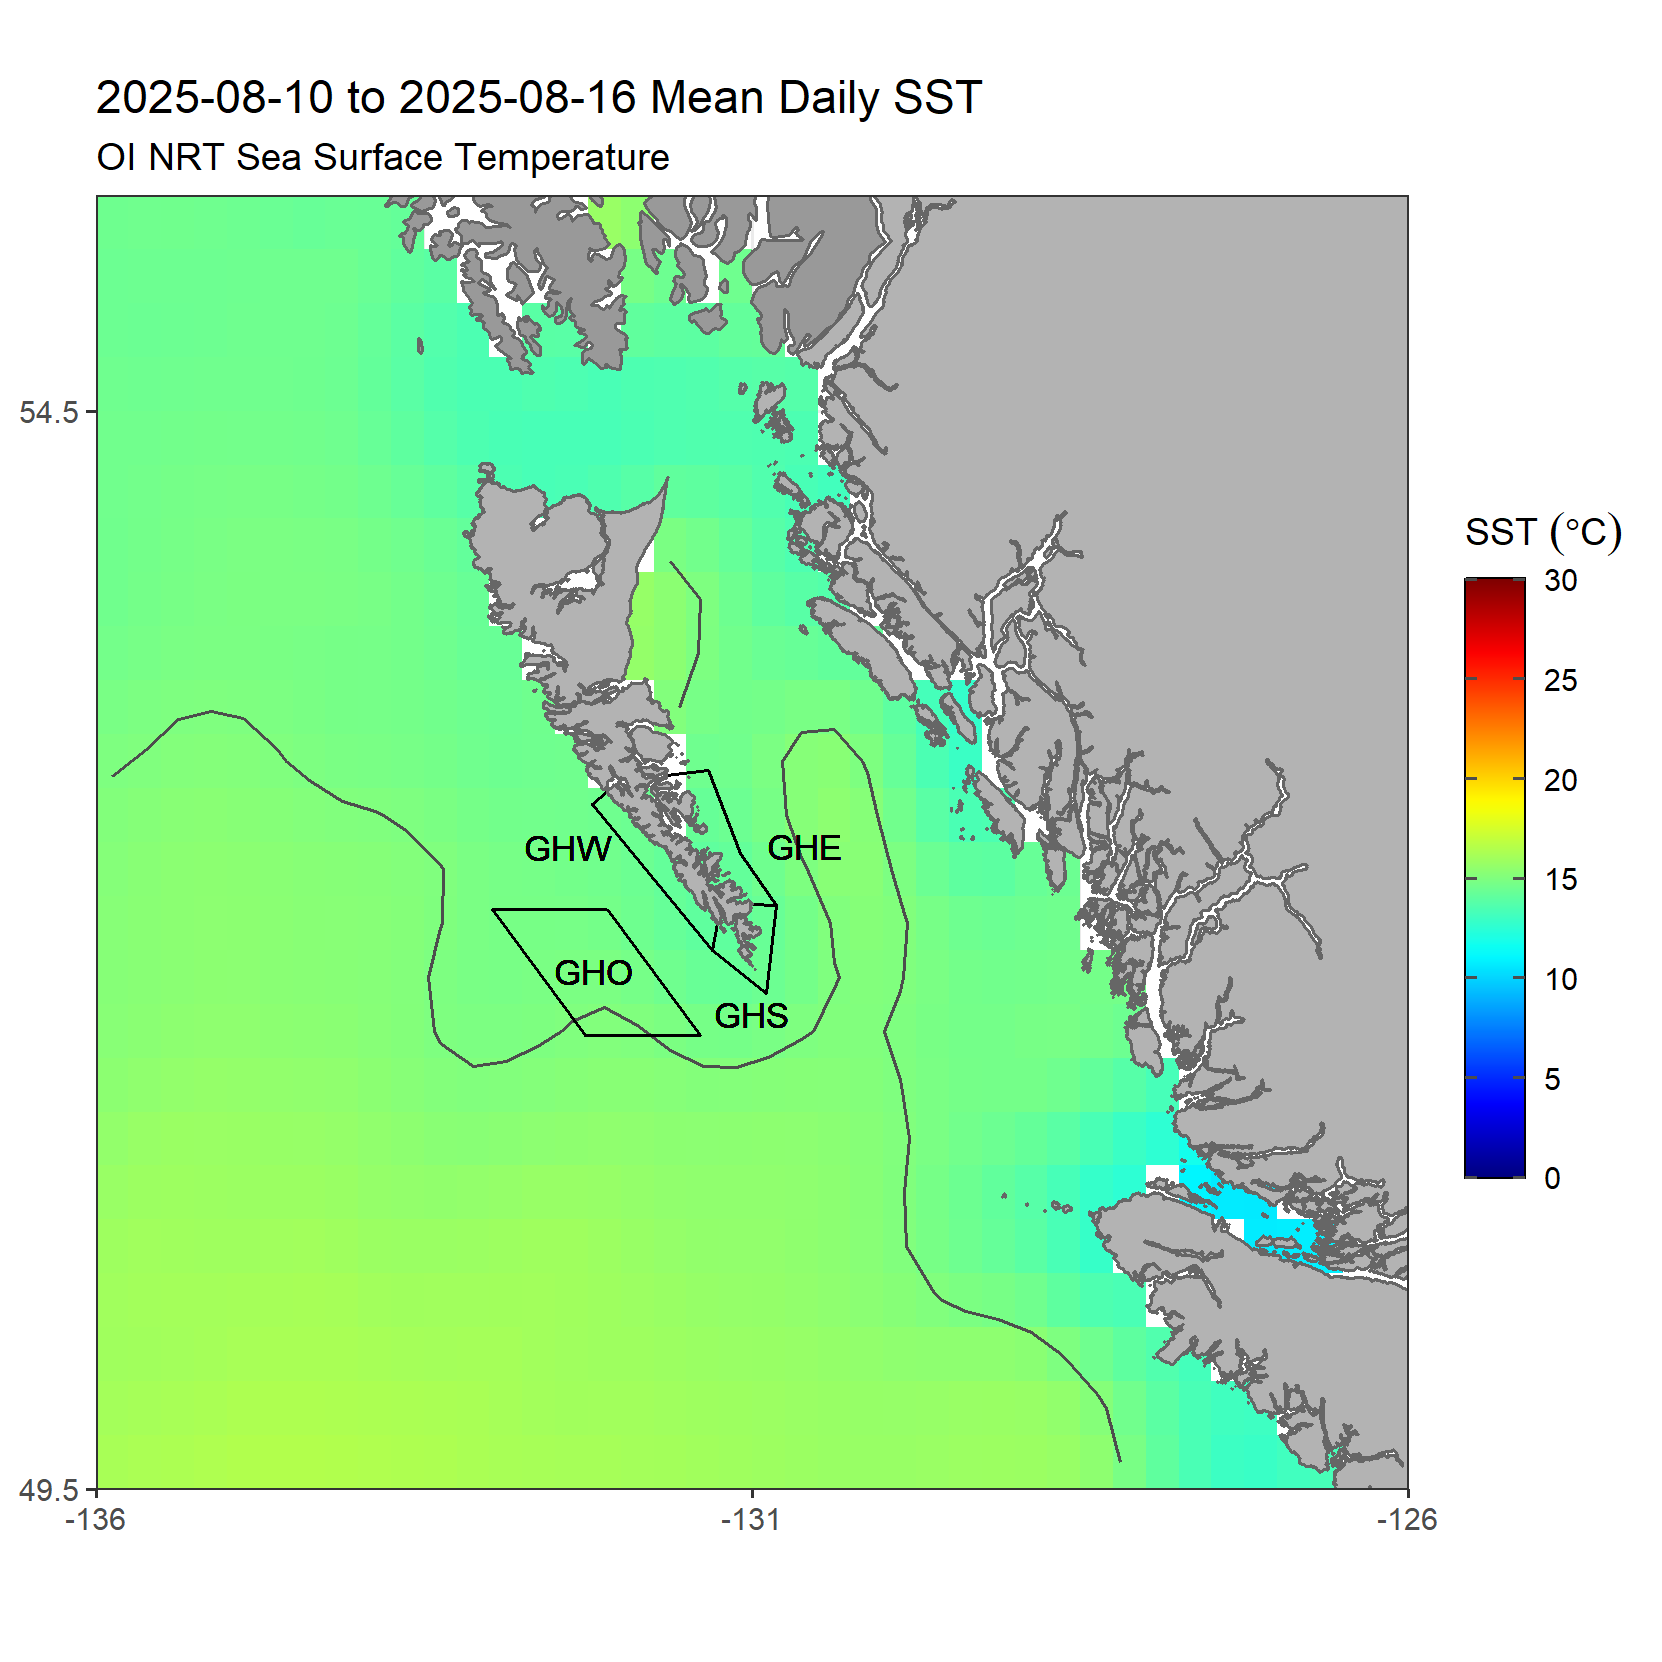 2025-08-10 to 2025-08-16 Mean Daily SST
OI NRT Sea Surface Temperature
54.5
49.5
-136
-131
-126
GHW
GHE
GHO
GHS
SST (°C)
30
25
20
15
10
5
0